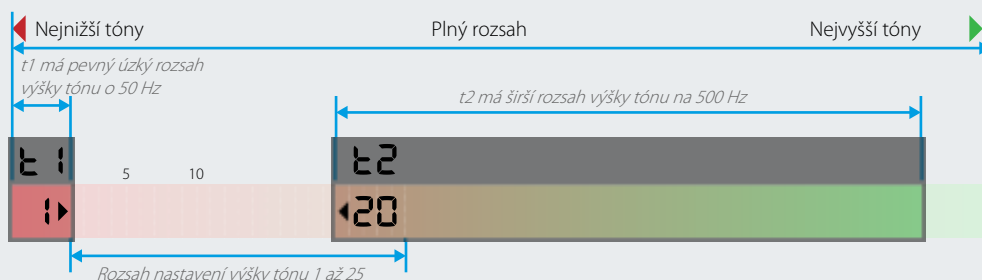 Nejnižší tóny
Plný rozsah
Nejvyšší tóny
t1 má pevný úzký rozsah
výšky tónu o 50 Hz
t2 má širší rozsah výšky tónu na 500 Hz
t1
t2
5
10
1
20
Rozsah nastavení výšky tónu 1 až 25